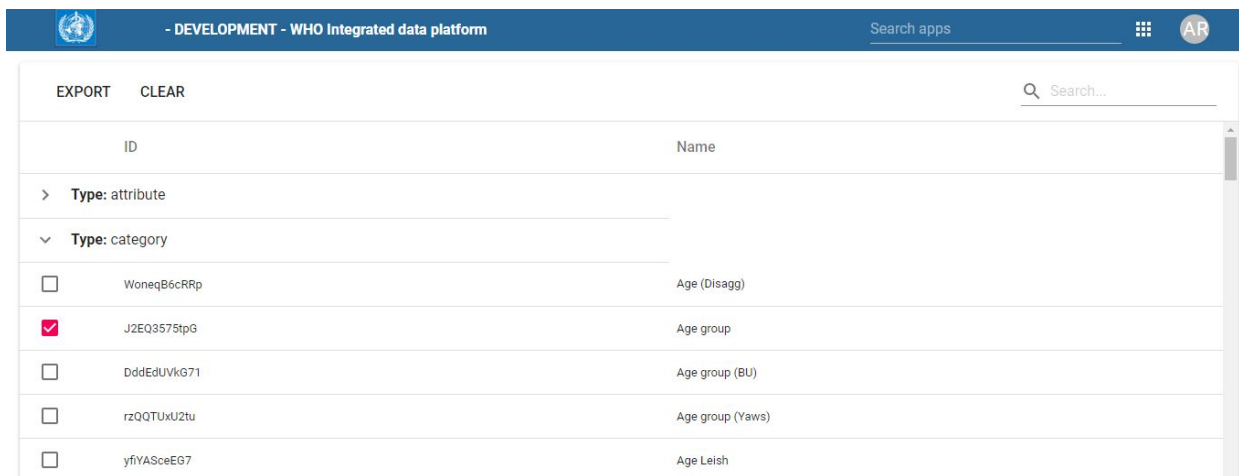 - DEVELOPMENT - WHO Integrated data platform Search apps AR
EXPORT CLEAR Search...
ID Name
Type: attribute
Type: category
WoneqB6cRRp Age (Disagg)
J2EQ3575tpG Age group
DddEdUVkG71 Age group (BU)
rzQQTUxU2tu Age group (Yaws)
yfiYASceEG7 Age Leish